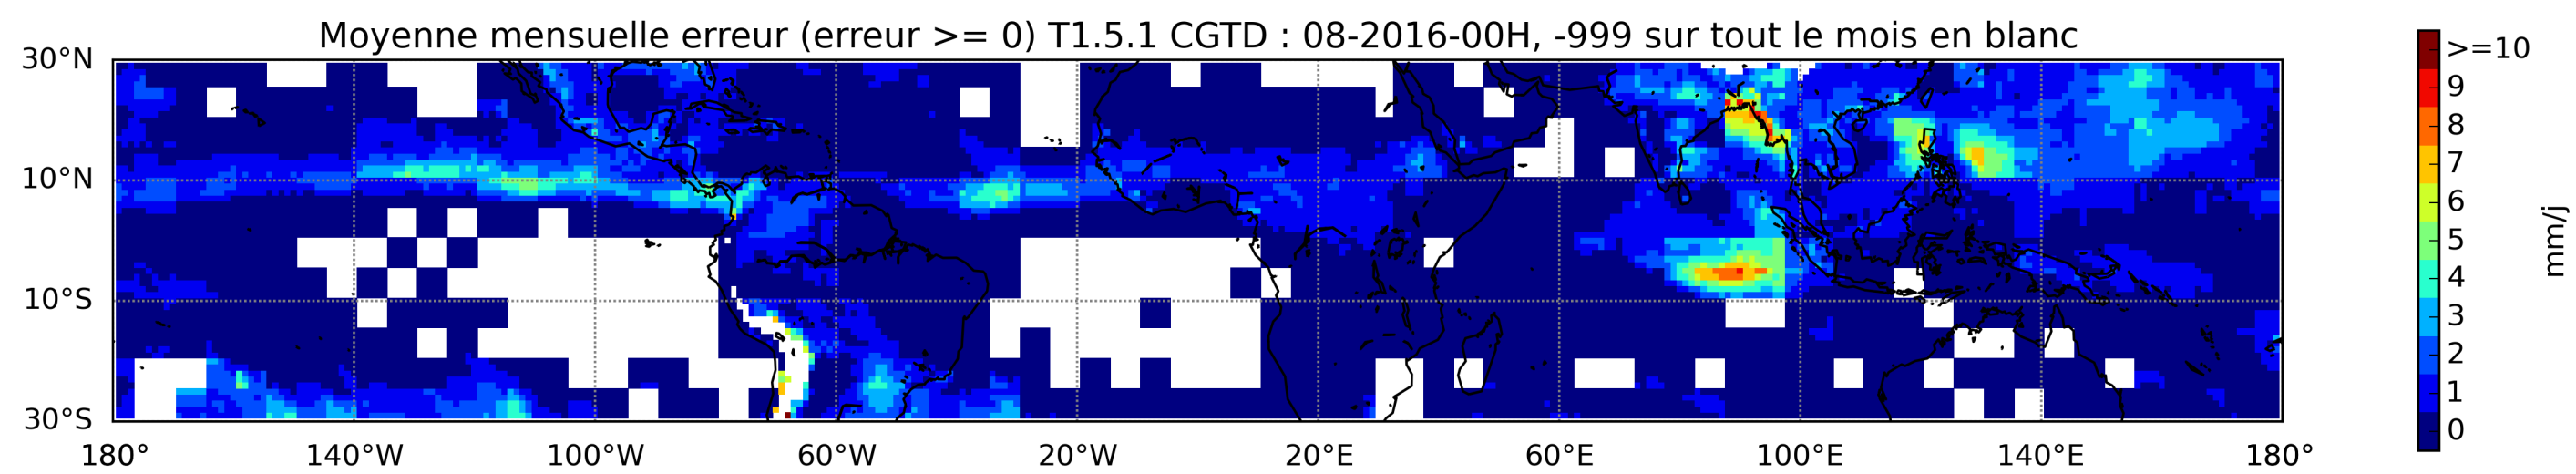 Moyenne mensuelle erreur (erreur >= 0) T1.5.1 CGTD : 08-2016-00H, -999 sur tout le mois en blanc
30°N
10°N
10°S
30°S
180° 140°W 100°W 60°W 20°W 20°E 60°E 100°E 140°E 180°
>=10
9
8
7
6
5
4
3
2
1
0
mm/j